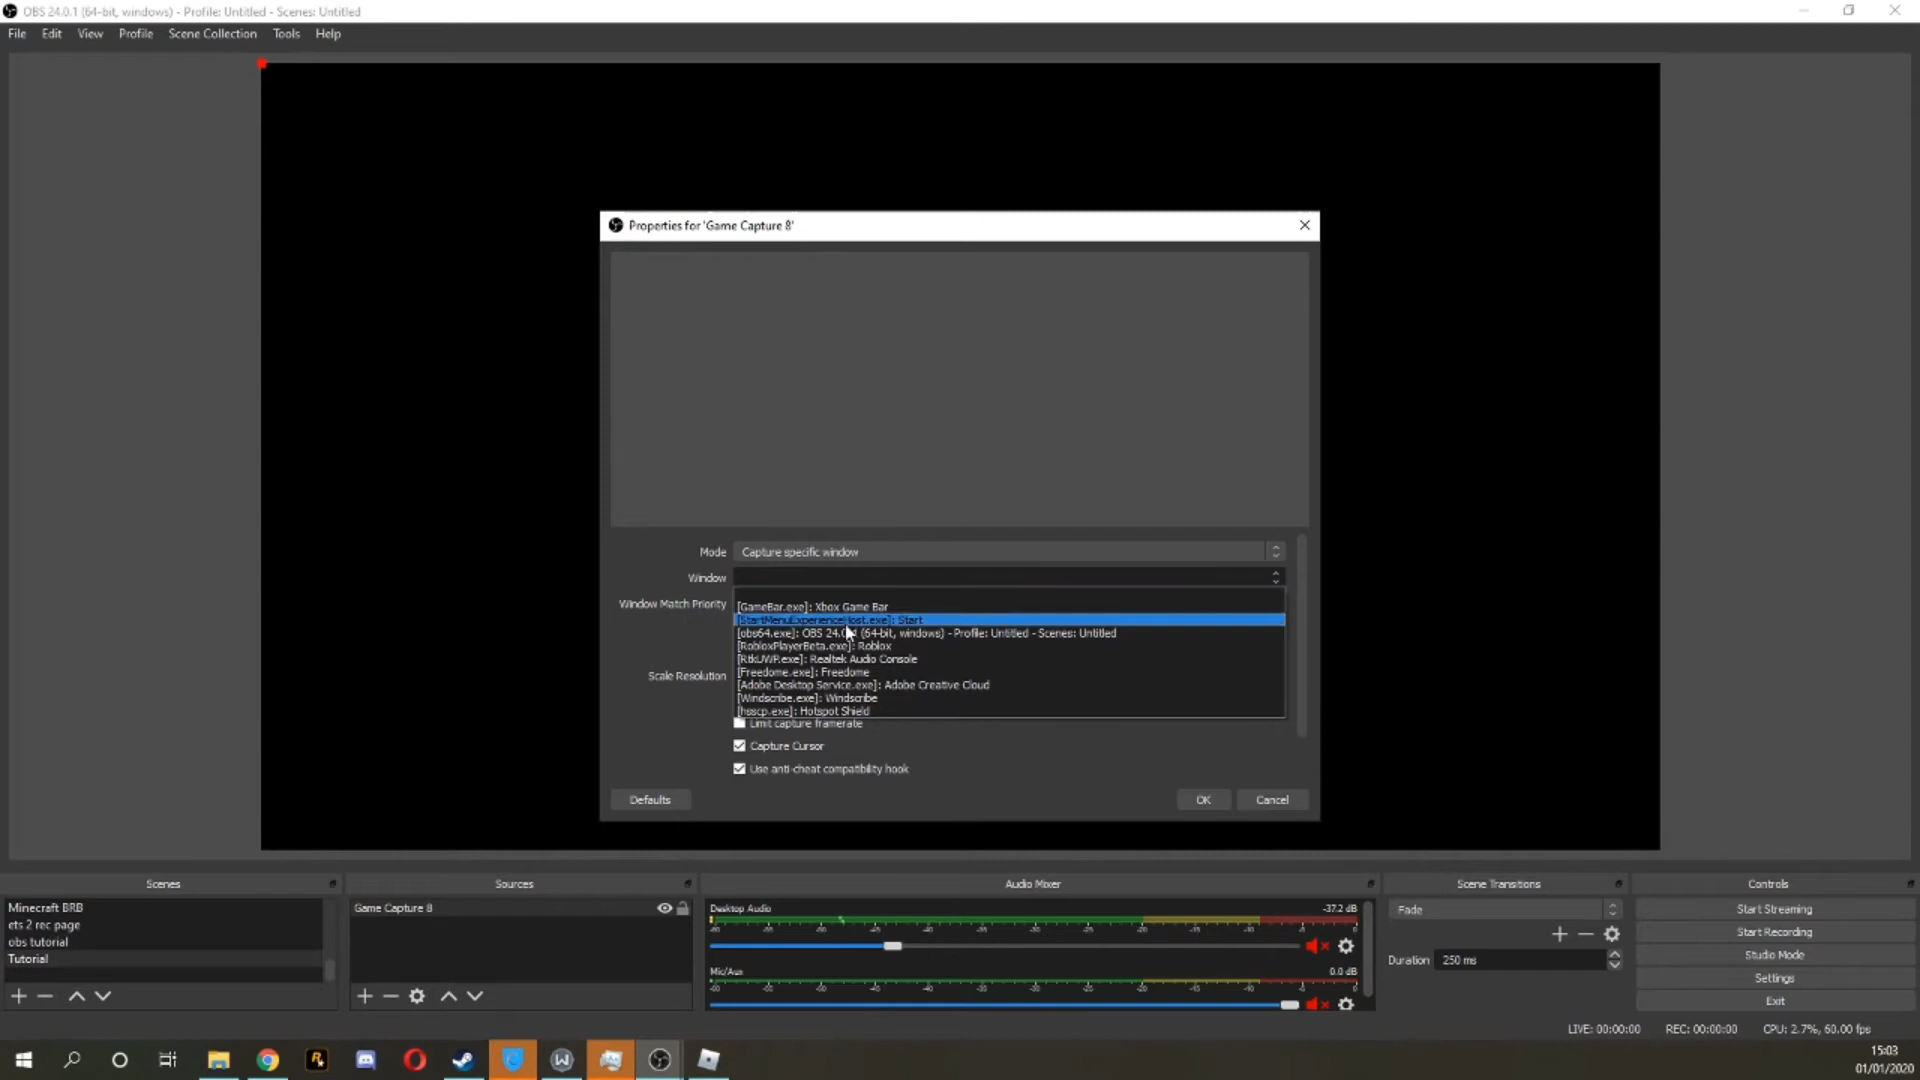 OBS 24.0.1 (64-bit, windows) - Profile: Untitled - Scenes: Untitled
File Edit View Profile Scene Collection Tools Help
Properties for 'Game Capture 8'
Mode Capture specific window
Window
Window Match Priority
[GameBar.exe]: Xbox Game Bar
[StartMenuExperienceHost.exe]: Start
[obs64.exe]: OBS 24.0.1 (64-bit, windows) - Profile: Untitled - Scenes: Untitled
[RobloxPlayerBeta.exe]: Roblox
[RtkUWP.exe]: Realtek Audio Console
[Freedome.exe]: Freedome
Scale Resolution
[Adobe Desktop Service.exe]: Adobe Creative Cloud
[Windscribe.exe]: Windscribe
[hsscp.exe]: Hotspot Shield
Limit capture framerate
Capture Cursor
Use anti-cheat compatibility hook
Defaults OK Cancel
Scenes
Minecraft BRB
ets 2 rec page
obs tutorial
Tutorial
Sources
Game Capture 8
Audio Mixer
Desktop Audio -37.2 dB
Mic/Aux 0.0 dB
Scene Transitions
Fade
Duration 250 ms
Controls
Start Streaming
Start Recording
Studio Mode
Settings
Exit
LIVE: 00:00:00 REC: 00:00:00 CPU: 2.7%, 60.00 fps
15:03
01/01/2020